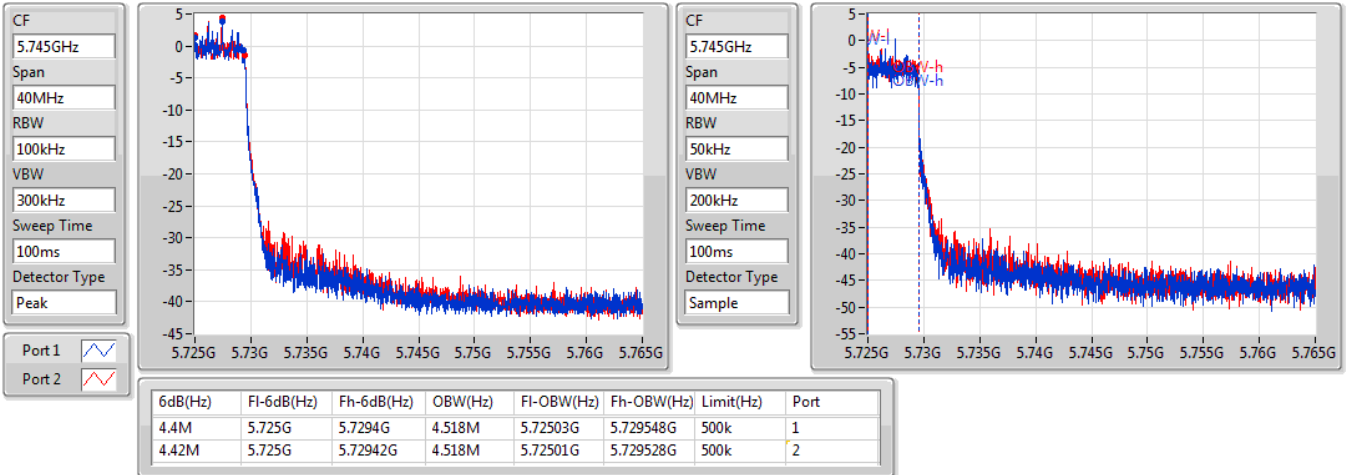 CF
5.745GHz
Span
40MHz
RBW
100kHz
VBW
300kHz
Sweep Time
100ms
Detector Type
Peak
Port 1
Port 2
5
0
-5
-10
-15
-20
-25
-30
-35
-40
-45
5.725G 5.73G 5.735G 5.74G 5.745G 5.75G 5.755G 5.76G 5.765G
CF
5.745GHz
Span
40MHz
RBW
50kHz
VBW
200kHz
Sweep Time
100ms
Detector Type
Sample
5
0
-5
-10
-15
-20
-25
-30
-35
-40
-45
-50
-55
W-l
OBW-h
OBW-h
5.725G 5.73G 5.735G 5.74G 5.745G 5.75G 5.755G 5.76G 5.765G
6dB(Hz) Fl-6dB(Hz) Fh-6dB(Hz) OBW(Hz) Fl-OBW(Hz) Fh-OBW(Hz) Limit(Hz) Port
4.4M 5.725G 5.7294G 4.518M 5.72503G 5.729548G 500k 1
4.42M 5.725G 5.72942G 4.518M 5.72501G 5.729528G 500k 2